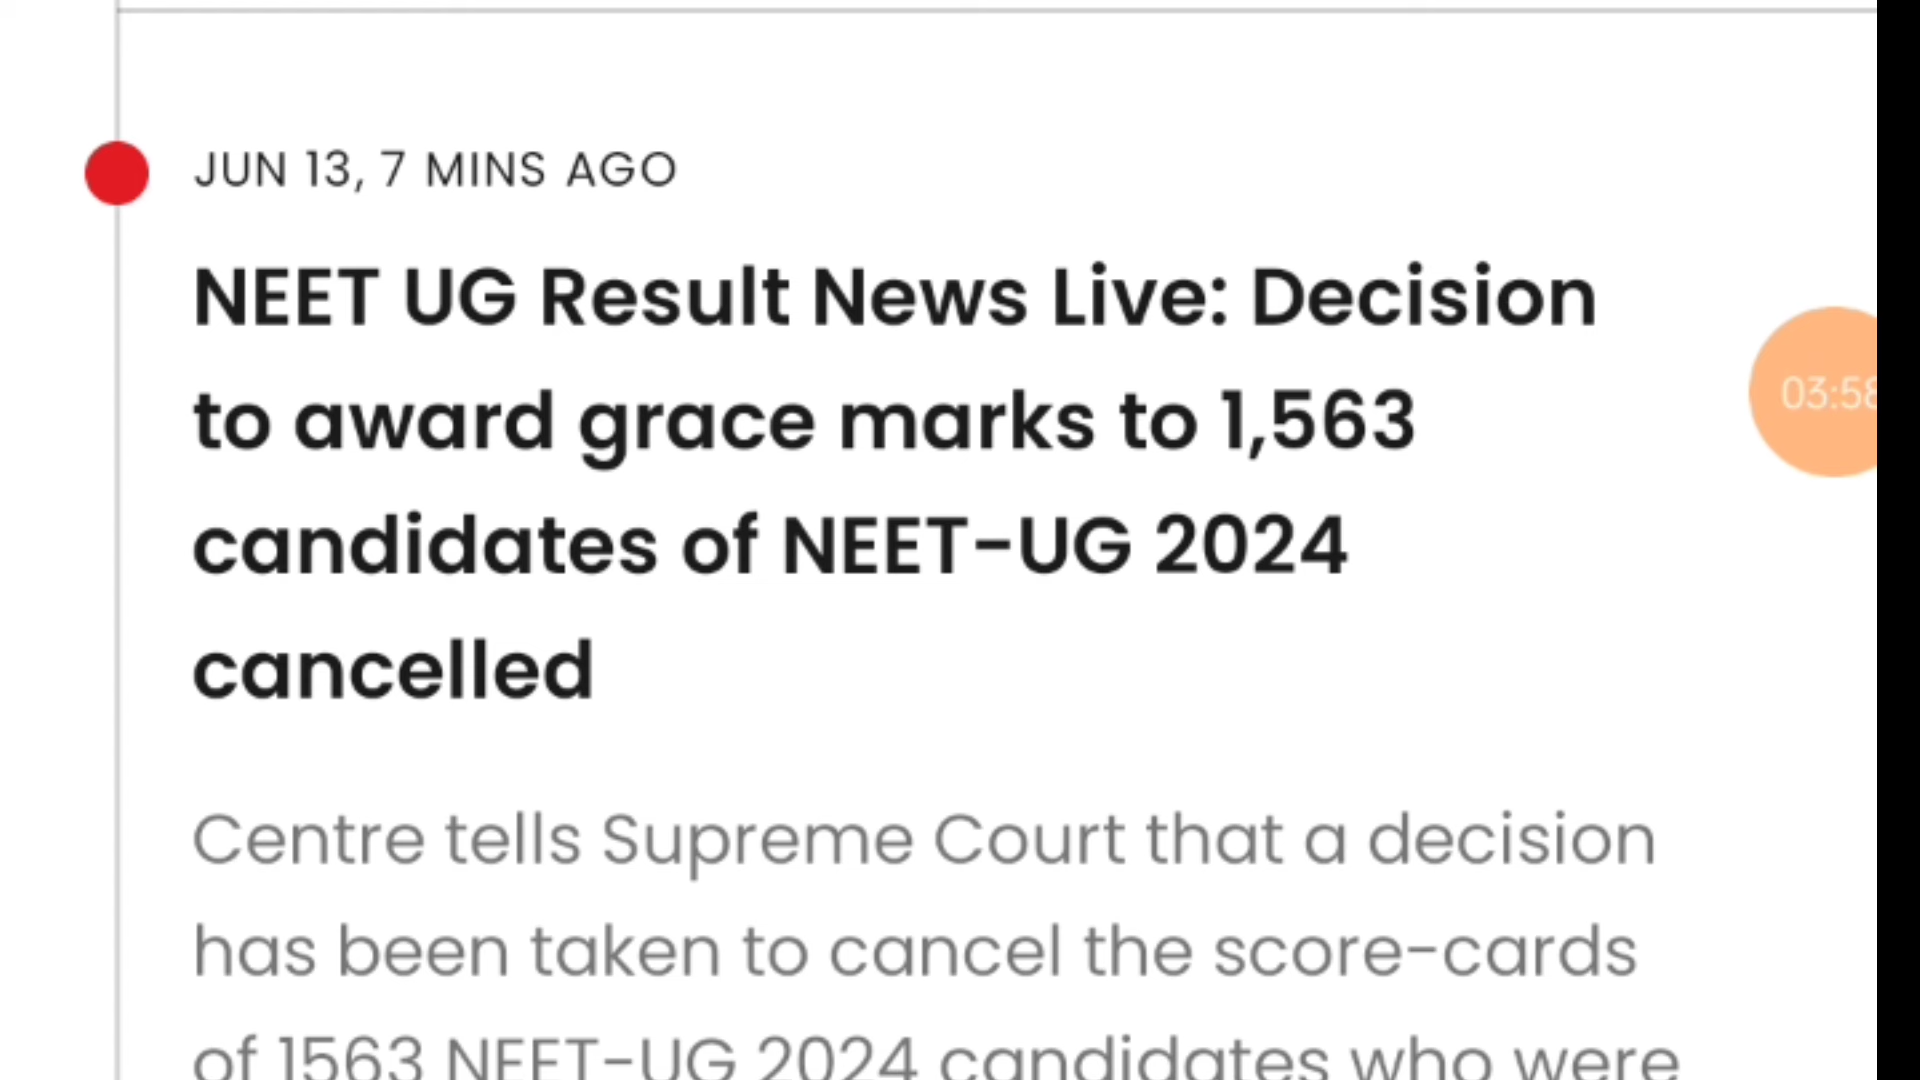 JUN 13, 7 MINS AGO
NEET UG Result News Live: Decision
to award grace marks to 1,563
candidates of NEET-UG 2024
cancelled
03:58
Centre tells Supreme Court that a decision
has been taken to cancel the score-cards
of 1563 NEET-UG 2024 candidates who were